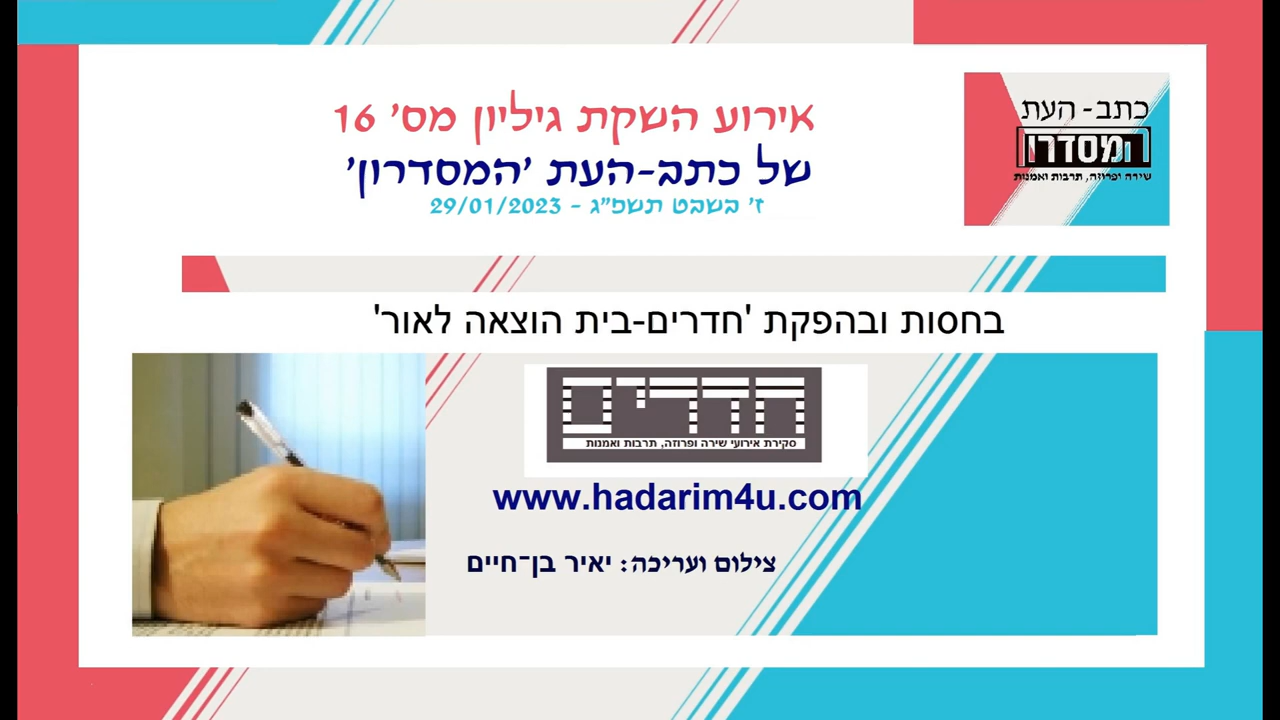 אירוע השקת גיליון מס' 16
של כתב-העת 'המסדרון'
ז' בשבט תשפ"ג - 29/01/2023
כתב-העת
המסדרון
שירה ופרוזה, תרבות ואמנות
בחסות ובהפקת 'חדרים-בית הוצאה לאור'
חדרים
סקירת אירועי שירה ופרוזה, תרבות ואמנות
www.hadarim4u.com
צילום ועריכה: יאיר בן-חיים